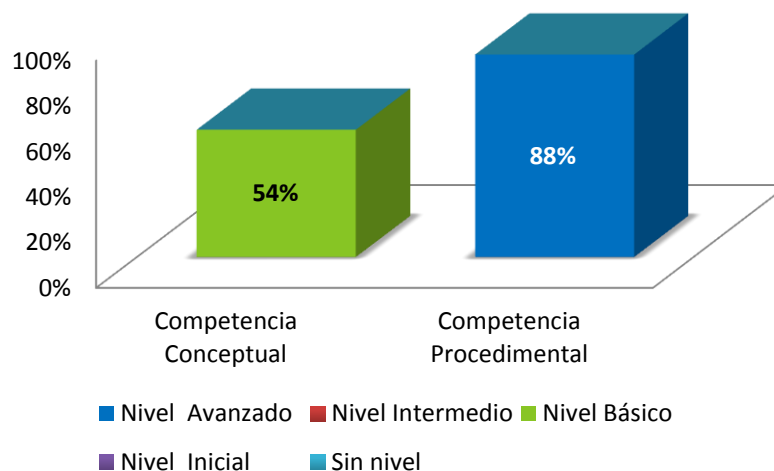 100%
80%
60%
40%
20%
0%
54%
88%
Competencia
Conceptual
Competencia
Procedimental
Nivel Avanzado
Nivel Intermedio
Nivel Básico
Nivel Inicial
Sin nivel